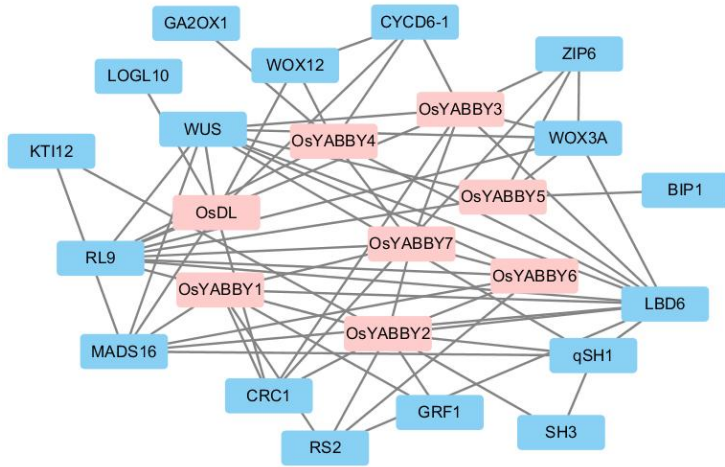 GA2OX1
CYCD6-1
WOX12
ZIP6
LOGL10
OsYABBY3
WUS
WOX3A
OsYABBY4
KTI12
OsYABBY5
BIP1
OsDL
OsYABBY7
RL9
OsYABBY6
OsYABBY1
LBD6
OsYABBY2
MADS16
qSH1
CRC1
GRF1
SH3
RS2